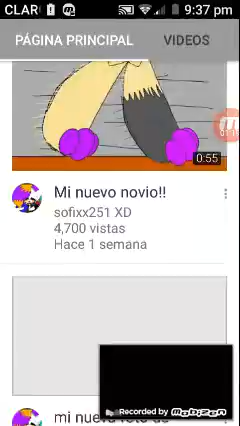 CLAR
9:37 pm
PÁGINA PRINCIPAL VIDEOS
0:55
Mi nuevo novio!!
sofixx251 XD
4,700 vistas
Hace 1 semana
Recorded by Mobizen
mi nueva foto de